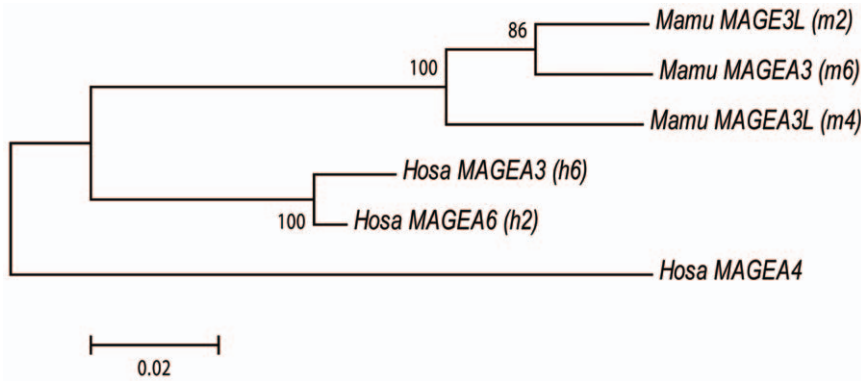 Mamu MAGE3L (m2)
86
Mamu MAGEA3 (m6)
100
Mamu MAGEA3L (m4)
Hosa MAGEA3 (h6)
100
Hosa MAGEA6 (h2)
Hosa MAGEA4
0.02